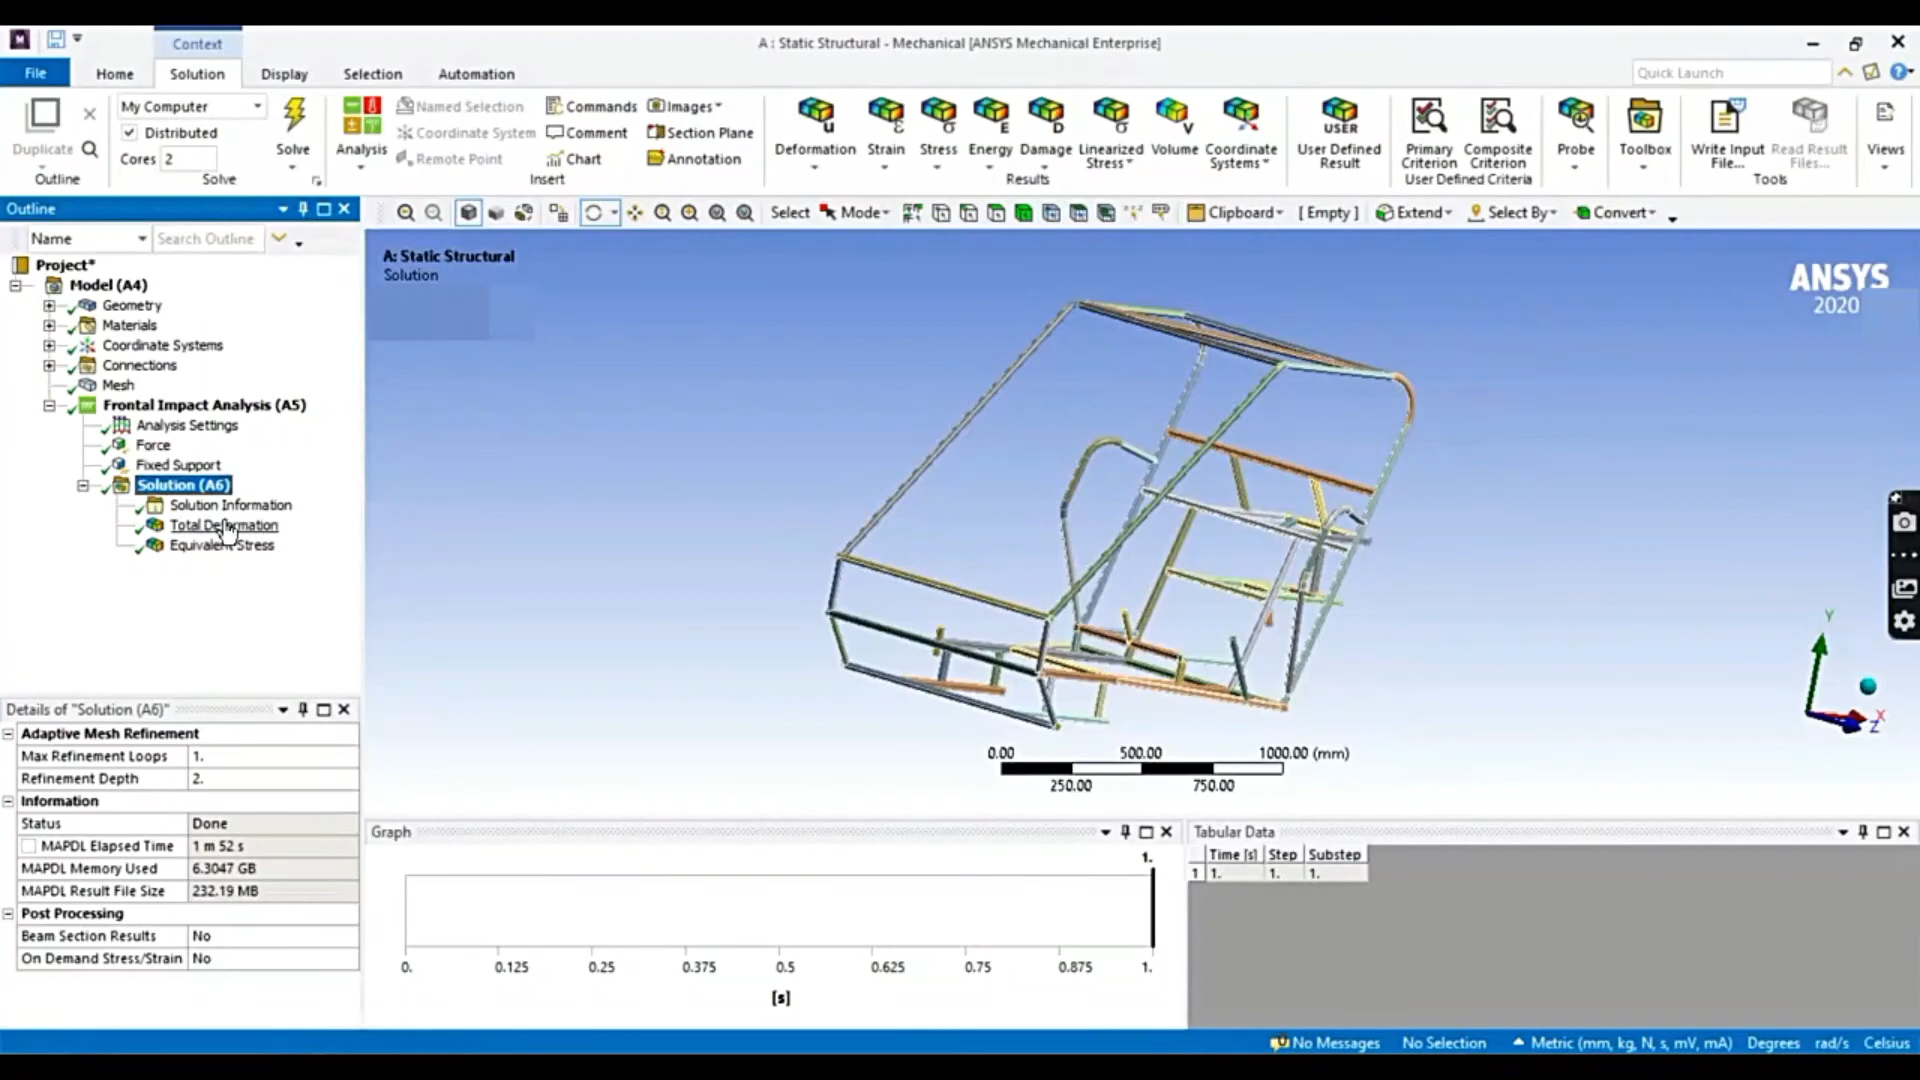 Context
A : Static Structural - Mechanical [ANSYS Mechanical Enterprise]
File Home Solution Display Selection Automation
Quick Launch
Duplicate
Outline
My Computer
Distributed
Cores 2
Solve
Solve
Analysis
Named Selection
Coordinate System
Remote Point
Commands
Comment
Chart
Images
Section Plane
Annotation
Insert
Deformation Strain Stress Energy Damage Linearized Stress Volume Coordinate Systems
Results
USER
User Defined Result
Primary Criterion
Composite Criterion
User Defined Criteria
Probe
Toolbox
Write Input File...
Read Result Files...
Tools
Views
Outline
Select Mode Clipboard [ Empty ] Extend Select By Convert
Name Search Outline
Project*
Model (A4)
Geometry
Materials
Coordinate Systems
Connections
Mesh
Frontal Impact Analysis (A5)
Analysis Settings
Force
Fixed Support
Solution (A6)
Solution Information
Total Deformation
Equivalent Stress
A: Static Structural
Solution
ANSYS
2020
Y
X
Z
0.00 500.00 1000.00 (mm)
250.00 750.00
Details of "Solution (A6)"
Adaptive Mesh Refinement
Max Refinement Loops 1.
Refinement Depth 2.
Information
Status Done
MAPDL Elapsed Time 1 m 52 s
MAPDL Memory Used 6.3047 GB
MAPDL Result File Size 232.19 MB
Post Processing
Beam Section Results No
On Demand Stress/Strain No
Graph
1.
0. 0.125 0.25 0.375 0.5 0.625 0.75 0.875 1.
[s]
Tabular Data
Time [s] Step Substep
1 1. 1. 1.
No Messages No Selection Metric (mm, kg, N, s, mV, mA) Degrees rad/s Celsius